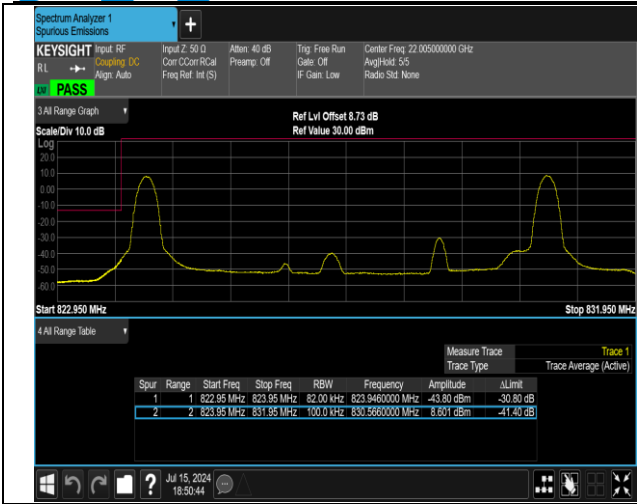 Spectrum Analyzer 1
Spurious Emissions
+
KEYSIGHT Input: RF Input Z: 50 Ω Atten: 40 dB Trig: Free Run Center Freq: 22.005000000 GHz
RL Coupling: DC Corr CCorr RCal Preamp: Off Gate: Off Avg|Hold: 5/5
Align: Auto Freq Ref: Int (S) IF Gain: Low Radio Std: None
PASS
3 All Range Graph
Ref Lvl Offset 8.73 dB
Scale/Div 10.0 dB Ref Value 30.00 dBm
Log
20.0
10.0
0.00
-10.0
-20.0
-30.0
-40.0
-50.0
-60.0
Start 822.950 MHz Stop 831.950 MHz
4 All Range Table
Measure Trace Trace 1
Trace Type Trace Average (Active)
Spur Range Start Freq Stop Freq RBW Frequency Amplitude ΔLimit
1 1 822.95 MHz 823.95 MHz 82.00 kHz 823.9460000 MHz -43.80 dBm -30.80 dB
2 2 823.95 MHz 831.95 MHz 100.0 kHz 830.5660000 MHz 8.601 dBm -41.40 dB
? Jul 15, 2024
18:50:44